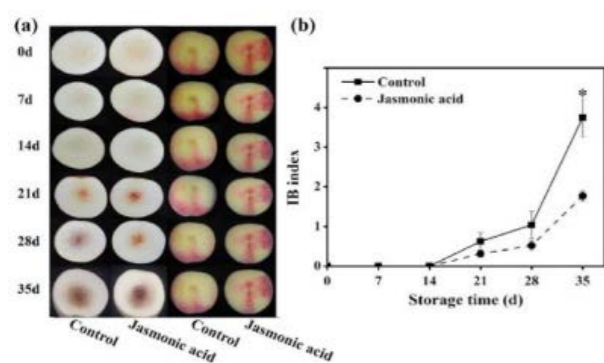 (a)
0d
7d
14d
21d
28d
35d
Control
Jasmonic acid
Control
Jasmonic acid
(b)
Control
Jasmonic acid
*
4
3
2
1
0
IB index
0 7 14 21 28 35
Storage time (d)